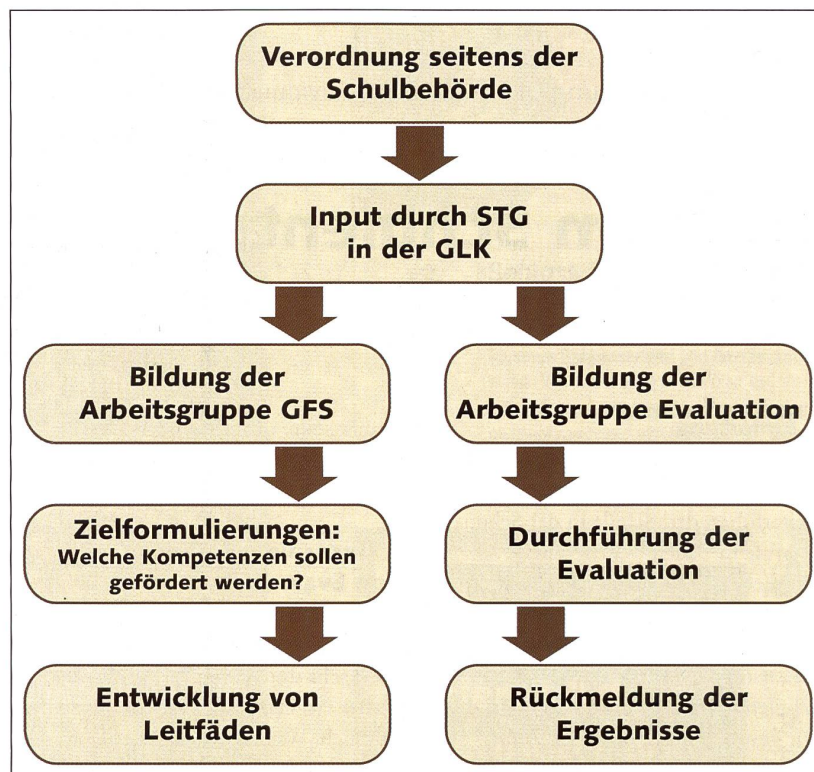 Verordnung seitens der
Schulbehörde
Input durch STG
in der GLK
Bildung der
Arbeitsgruppe GFS
Bildung der
Arbeitsgruppe Evaluation
Zielformulierungen:
Welche Kompetenzen sollen
gefördert werden?
Durchführung der
Evaluation
Entwicklung von
Leitfäden
Rückmeldung der
Ergebnisse